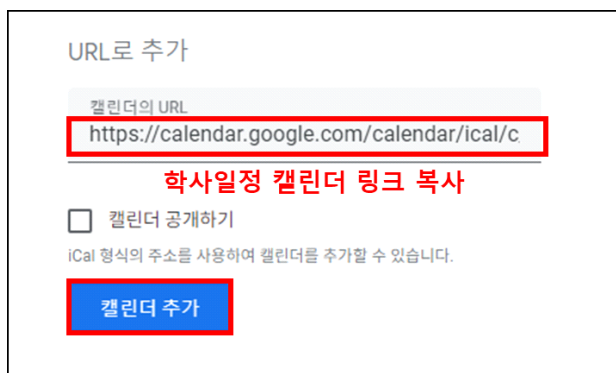 URL로 추가
캘린더의 URL
https://calendar.google.com/calendar/ical/c_
학사일정 캘린더 링크 복사
캘린더 공개하기
iCal 형식의 주소를 사용하여 캘린더를 추가할 수 있습니다.
캘린더 추가